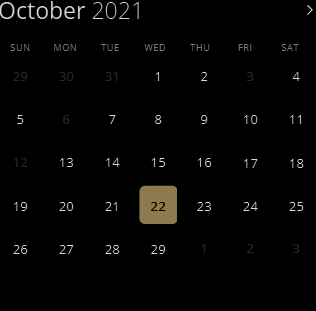 October 2021
SUN MON TUE WED THU FRI SAT
29 30 31 1 2 3 4
5 6 7 8 9 10 11
12 13 14 15 16 17 18
19 20 21 22 23 24 25
26 27 28 29 1 2 3